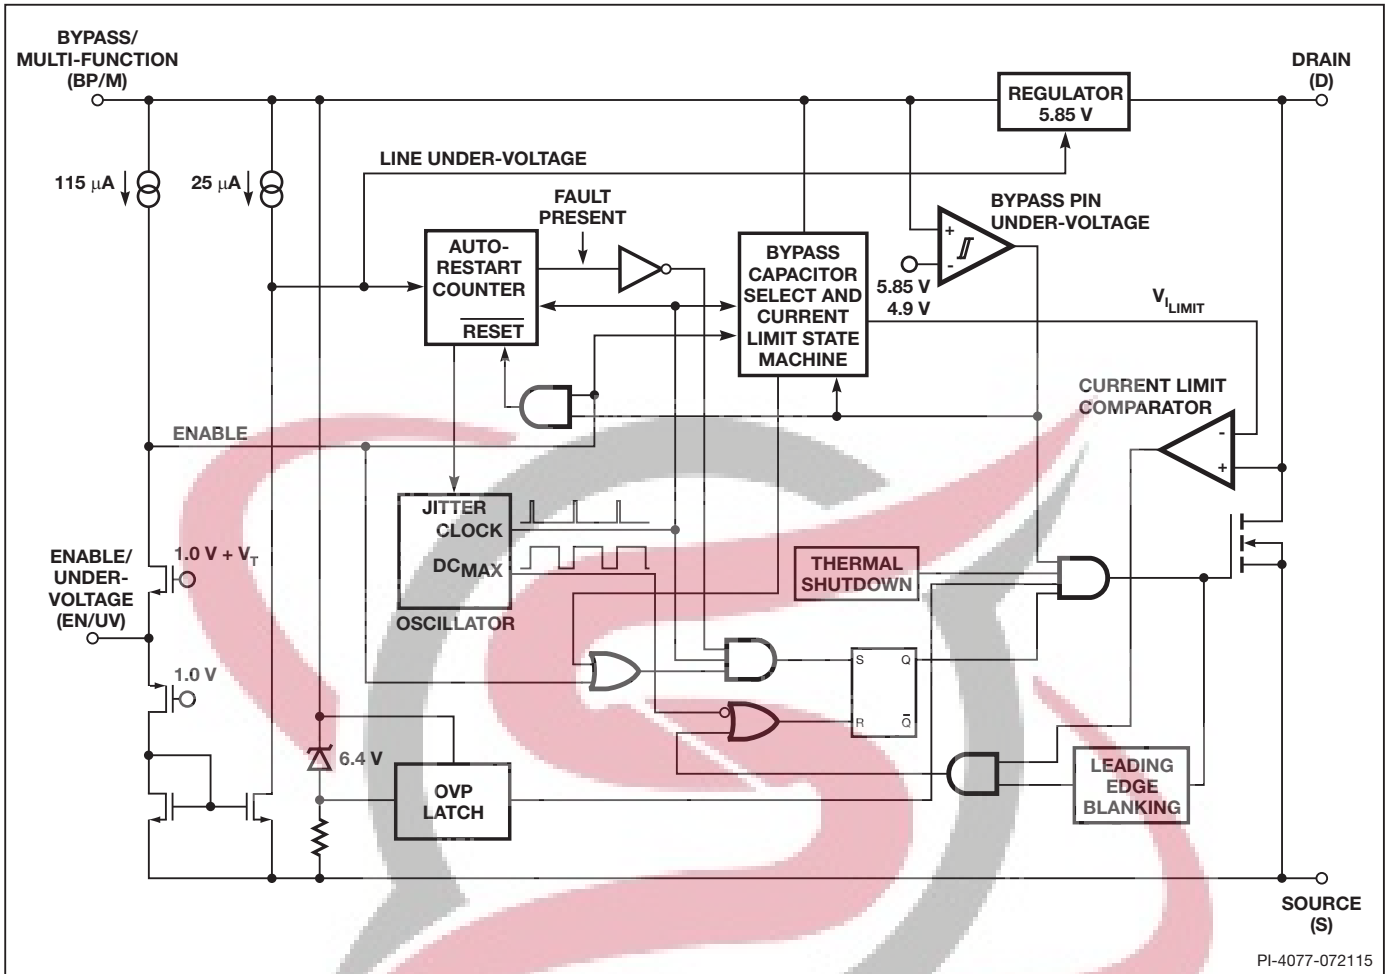 BYPASS/
MULTI-FUNCTION
(BP/M)
DRAIN
(D)
REGULATOR
5.85 V
LINE UNDER-VOLTAGE
115 μA
25 μA
FAULT
PRESENT
BYPASS PIN
UNDER-VOLTAGE
+
-
5.85 V
4.9 V
AUTO-
RESTART
COUNTER
RESET
BYPASS
CAPACITOR
SELECT AND
CURRENT
LIMIT STATE
MACHINE
VILIMIT
CURRENT LIMIT
COMPARATOR
-
+
ENABLE
JITTER
CLOCK
DCMAX
OSCILLATOR
THERMAL
SHUTDOWN
1.0 V + VT
ENABLE/
UNDER-
VOLTAGE
(EN/UV)
1.0 V
S Q
R Q
6.4 V
OVP
LATCH
LEADING
EDGE
BLANKING
SOURCE
(S)
PI-4077-072115